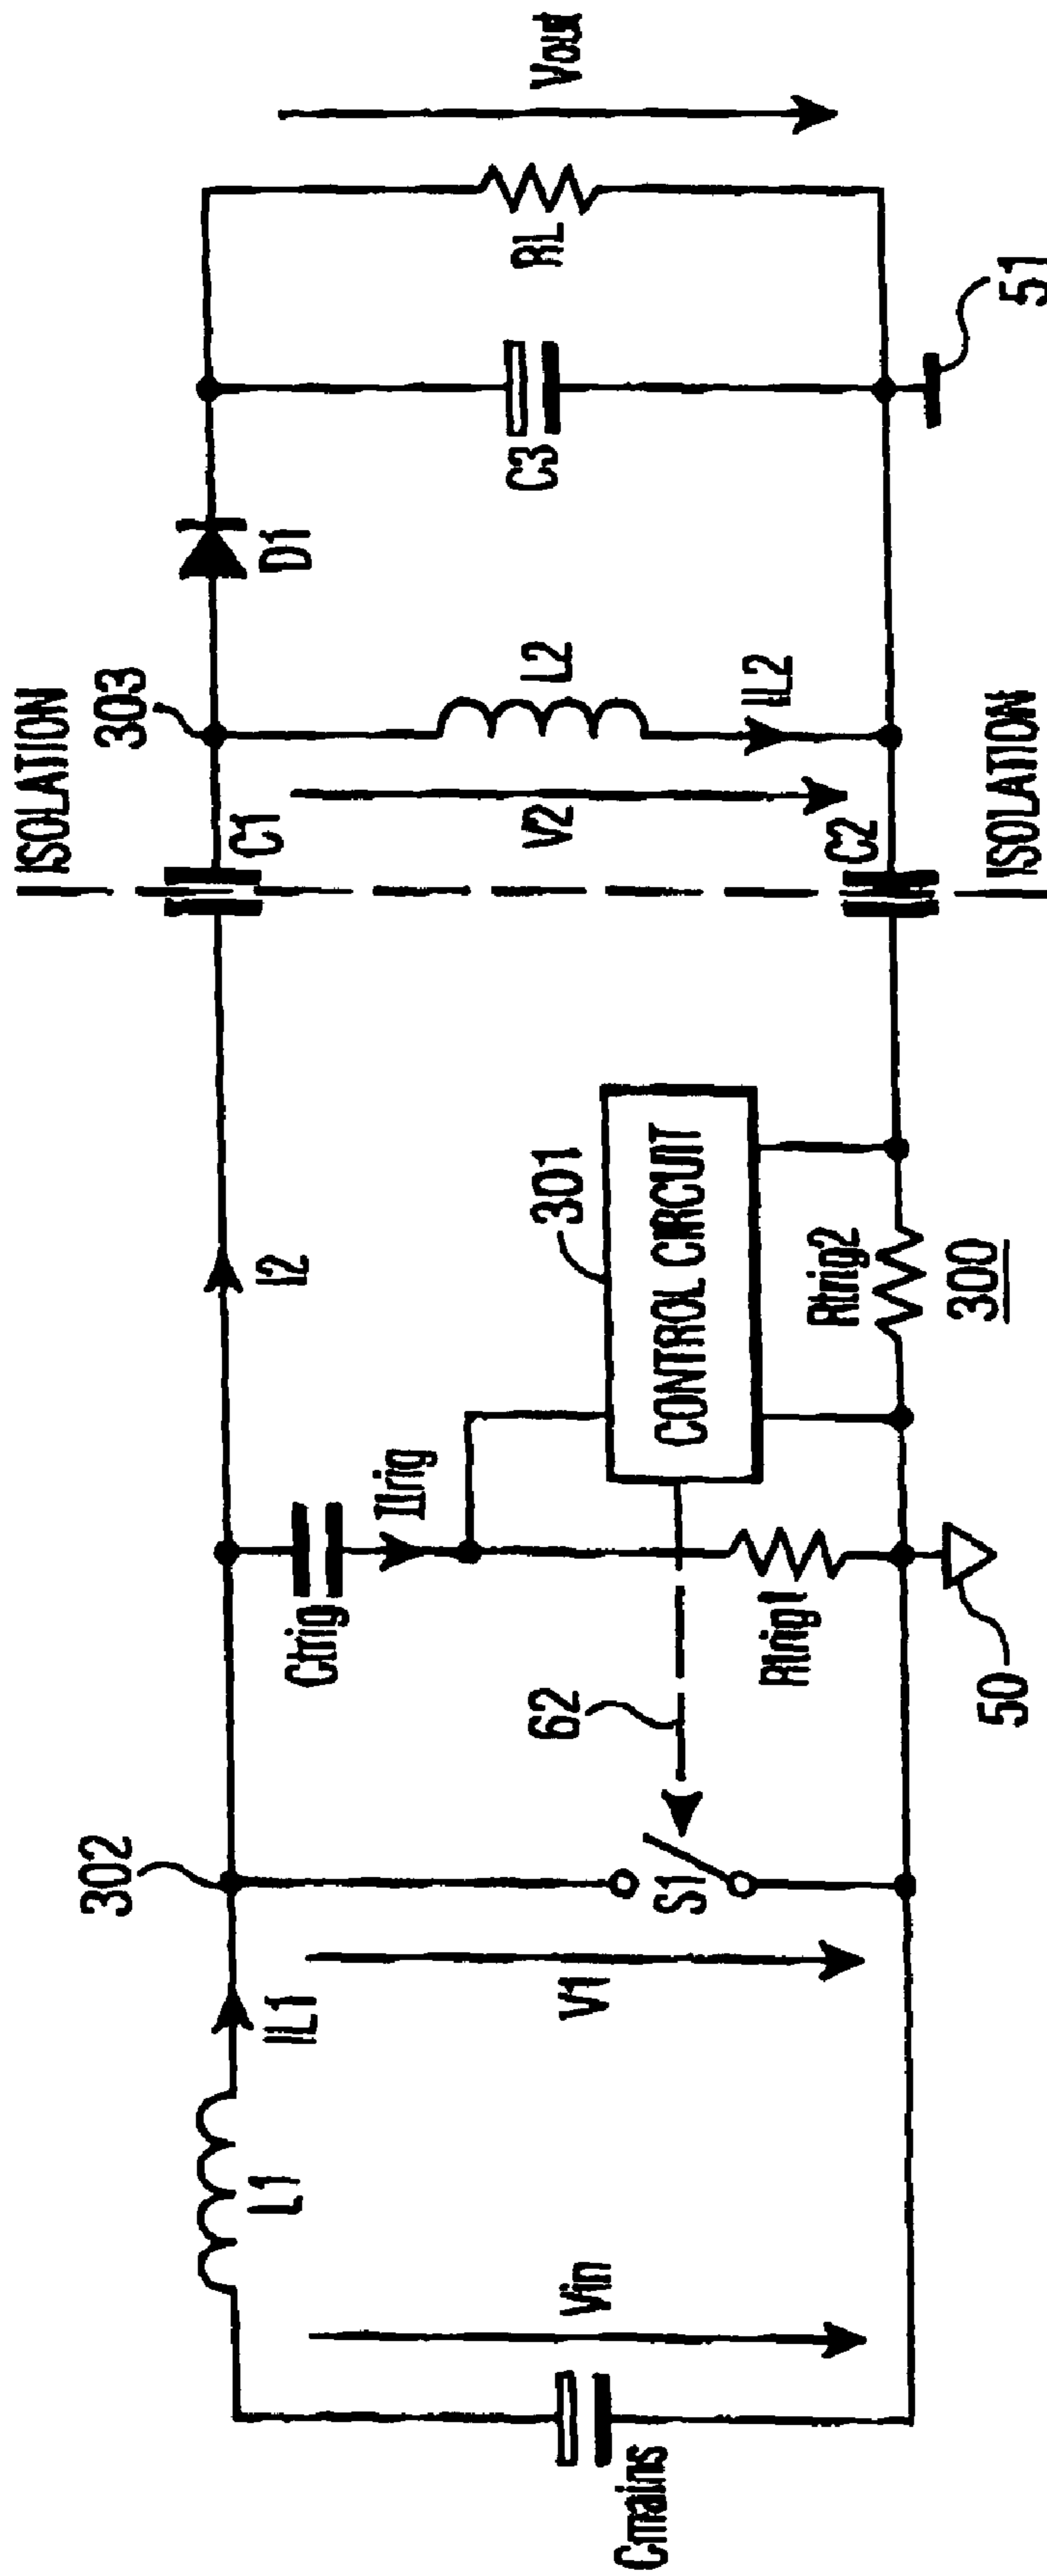 ISOLATION
302
303
L1
IL1
I2
C1
D1
Vin
Cmains
V1
S1
62
Ctrig
ITrig
Rtrig1
301
CONTROL CIRCUIT
Rtrig2
300
50
V2
L2
IL2
C2
C3
RL
Vout
51
ISOLATION